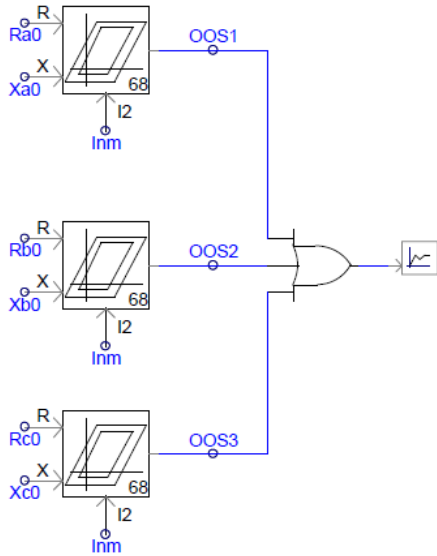 R
Ra0
X
Xa0
68
I2
Inm
OOS1
R
Rb0
X
Xb0
68
I2
Inm
OOS2
R
Rc0
X
Xc0
68
I2
Inm
OOS3